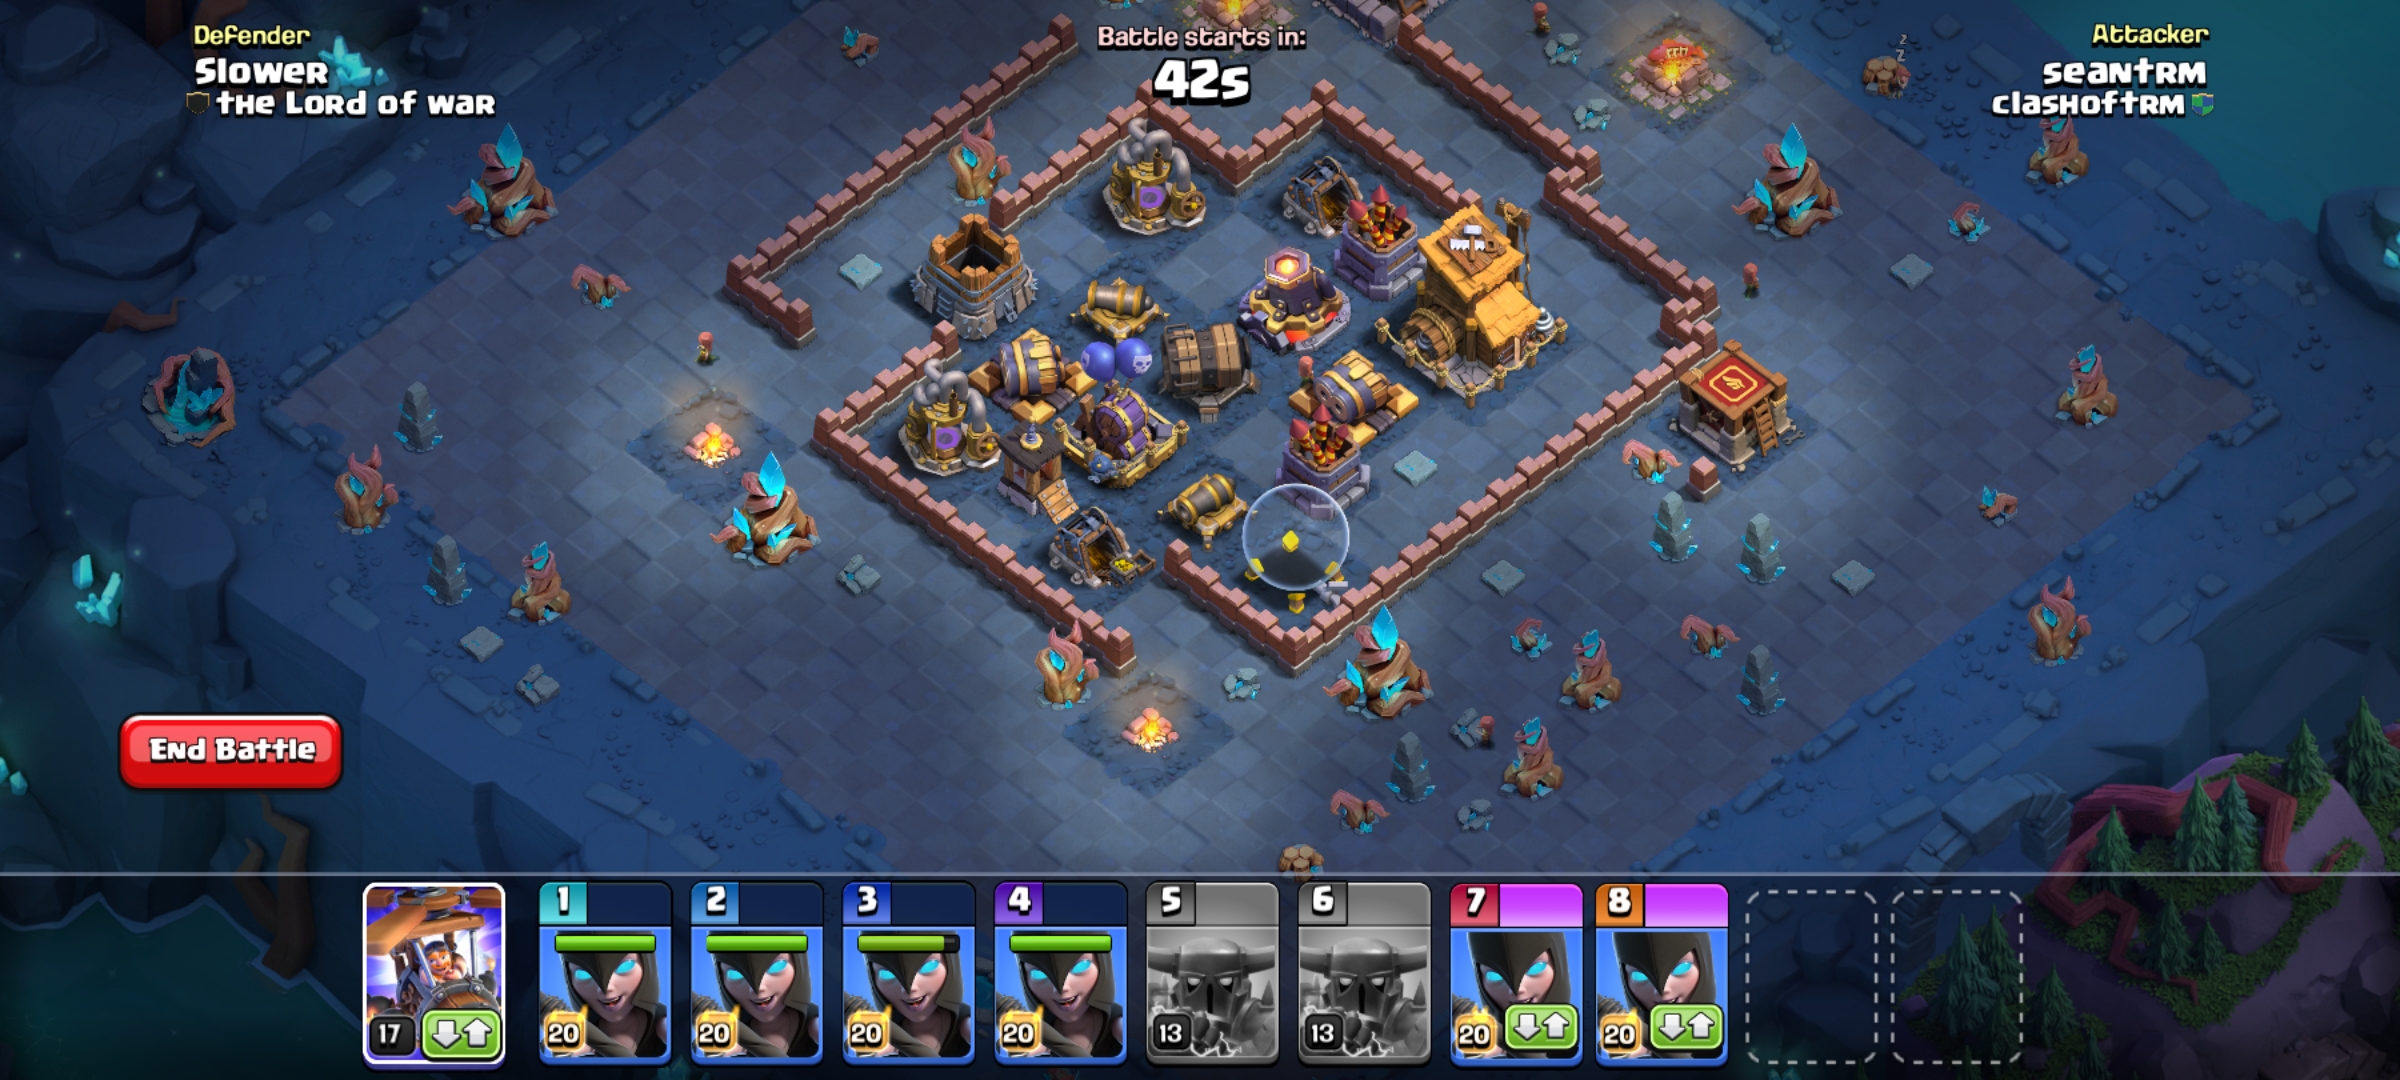 Defender
Slower
the Lord of war
Battle starts in:
42s
Attacker
seantRM
clashoftRM
End Battle
17
1
20
2
20
3
20
4
20
5
13
6
13
7
20
8
20